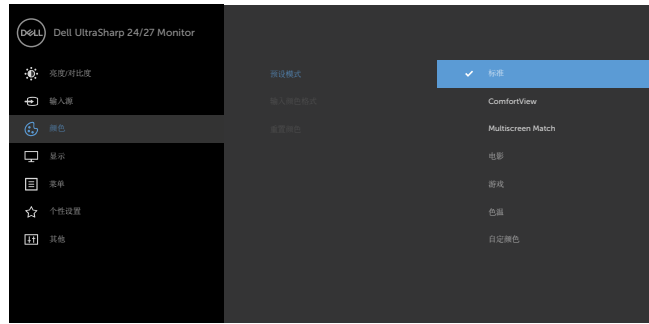 DELL
Dell UltraSharp 24/27 Monitor
亮度/对比度
预设模式
标准
输入源
输入颜色格式
ComfortView
颜色
重置颜色
Multiscreen Match
显示
电影
菜单
游戏
个性设置
色温
其他
自定颜色